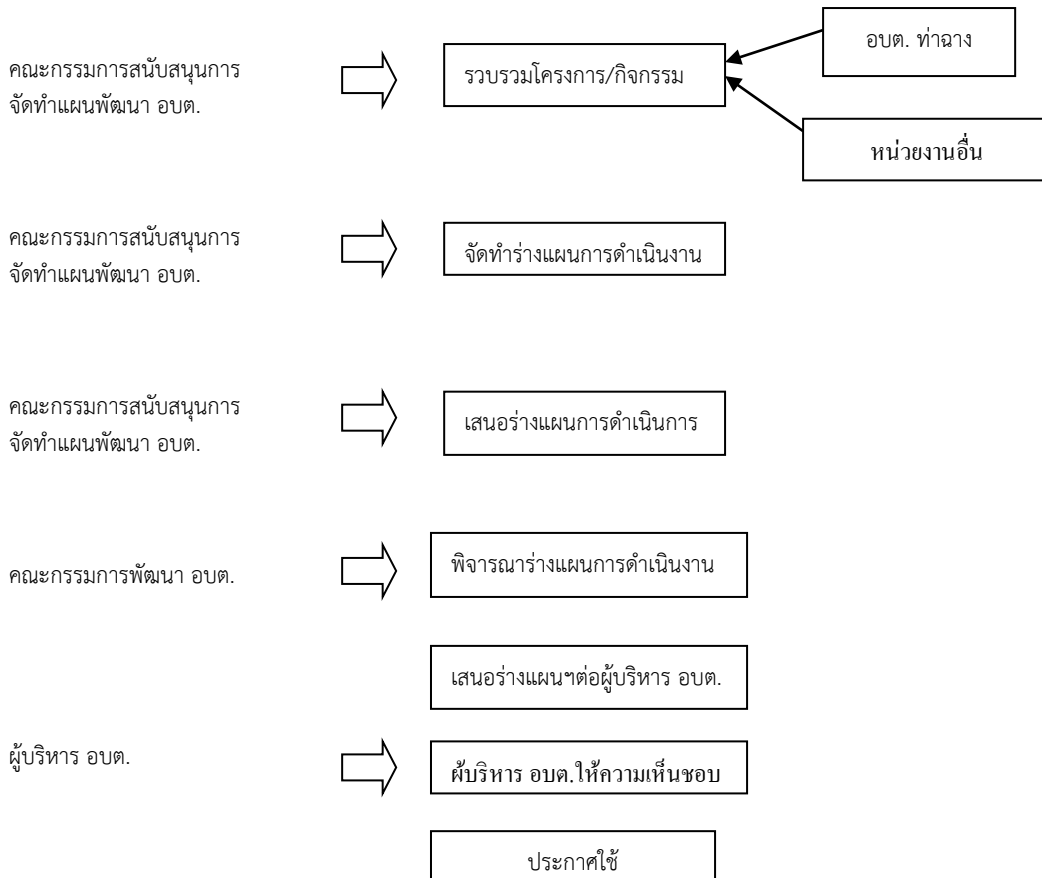 อบต. ท่าฉาง
คณะกรรมการสนับสนุนการ
จัดทำแผนพัฒนา อบต.
รวบรวมโครงการ/กิจกรรม
หน่วยงานอื่น
คณะกรรมการสนับสนุนการ
จัดทำแผนพัฒนา อบต.
จัดทำร่างแผนการดำเนินงาน
คณะกรรมการสนับสนุนการ
จัดทำแผนพัฒนา อบต.
เสนอร่างแผนการดำเนินการ
คณะกรรมการพัฒนา อบต.
พิจารณาร่างแผนการดำเนินงาน
เสนอร่างแผนฯต่อผู้บริหาร อบต.
ผู้บริหาร อบต.
ผ้บริหาร อบต.ให้ความเห็นชอบ
ประกาศใช้